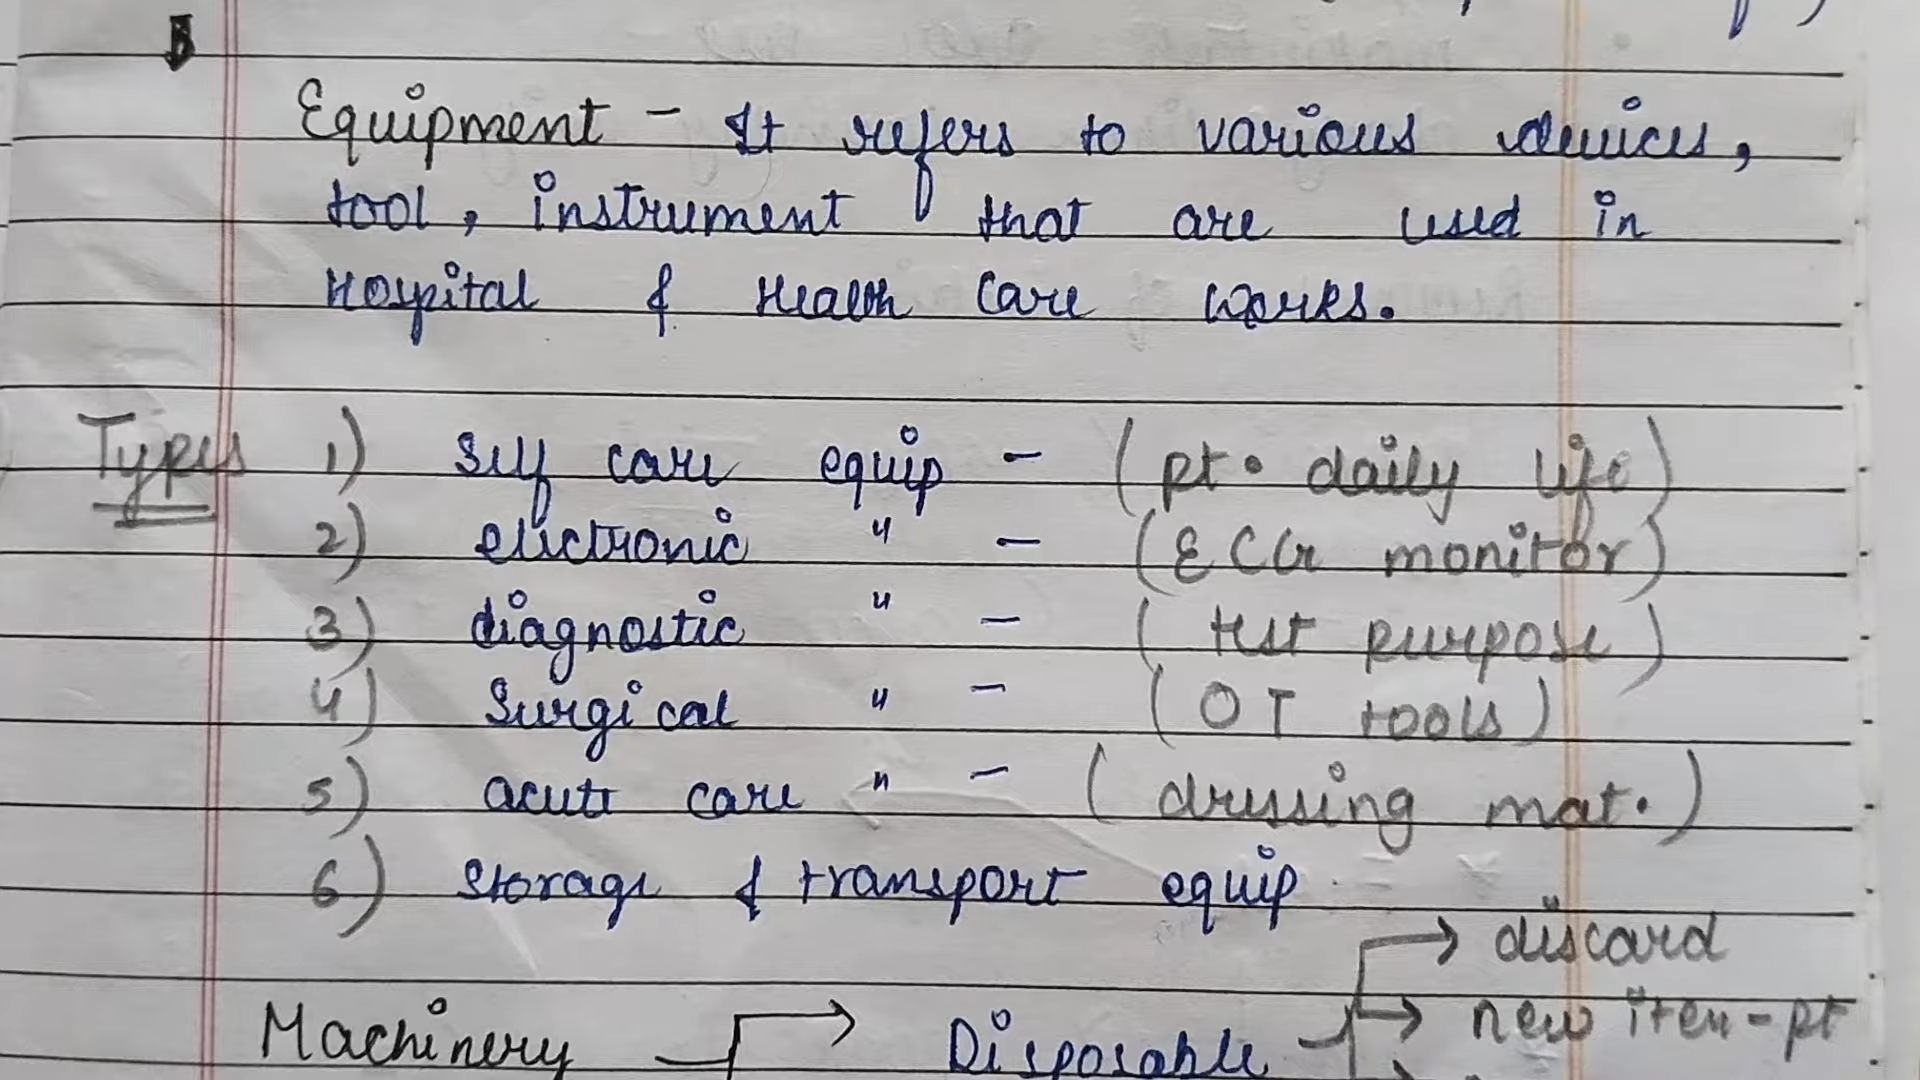 Equipment - It refers to various devices,
tool, instrument that are used in
Hospital & Health Care works.
Types 1) Self care equip - (pt. daily life)
2) electronic " - (ECG monitor)
3) diagnostic " - (test purpose)
4) Surgical " - (OT tools)
5) acute care " - (dressing mat.)
6) storage & transport equip
→ discard
Machinery → Disposable → new item - pt